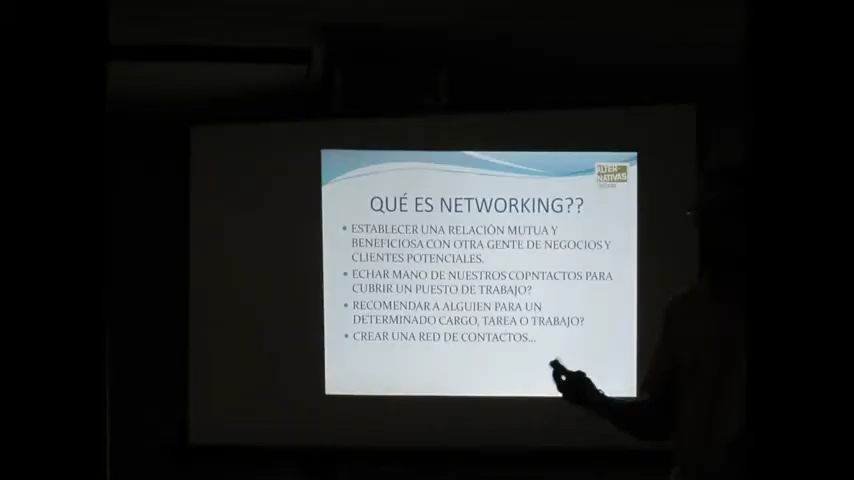 ALTER-
NATIVAS
QUÉ ES NETWORKING??
• ESTABLECER UNA RELACIÓN MUTUA Y
BENEFICIOSA CON OTRA GENTE DE NEGOCIOS Y
CLIENTES POTENCIALES.
• ECHAR MANO DE NUESTROS COPNTACTOS PARA
CUBRIR UN PUESTO DE TRABAJO?
• RECOMENDAR A ALGUIEN PARA UN
DETERMINADO CARGO, TAREA O TRABAJO?
• CREAR UNA RED DE CONTACTOS...